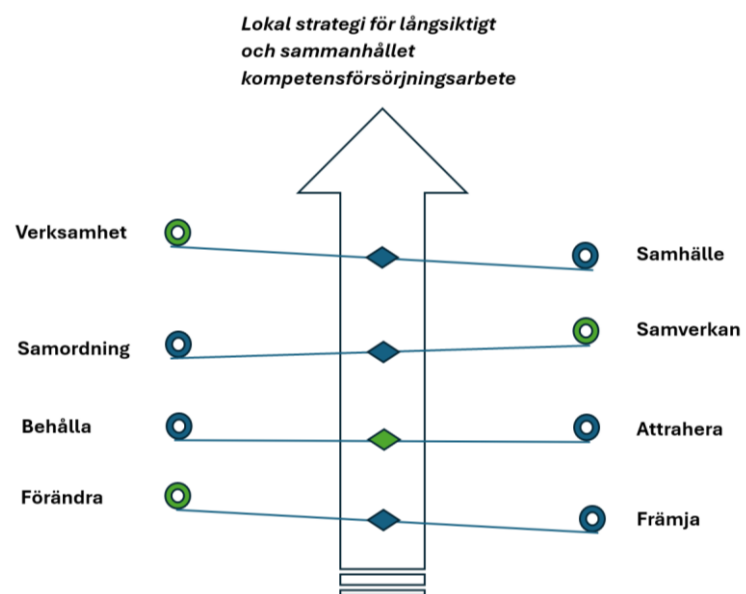 Lokal strategi för långsiktigt
och sammanhållet
kompetensförsörjningsarbete
Verksamhet
Samhälle
Samordning
Samverkan
Behålla
Attrahera
Förändra
Främja